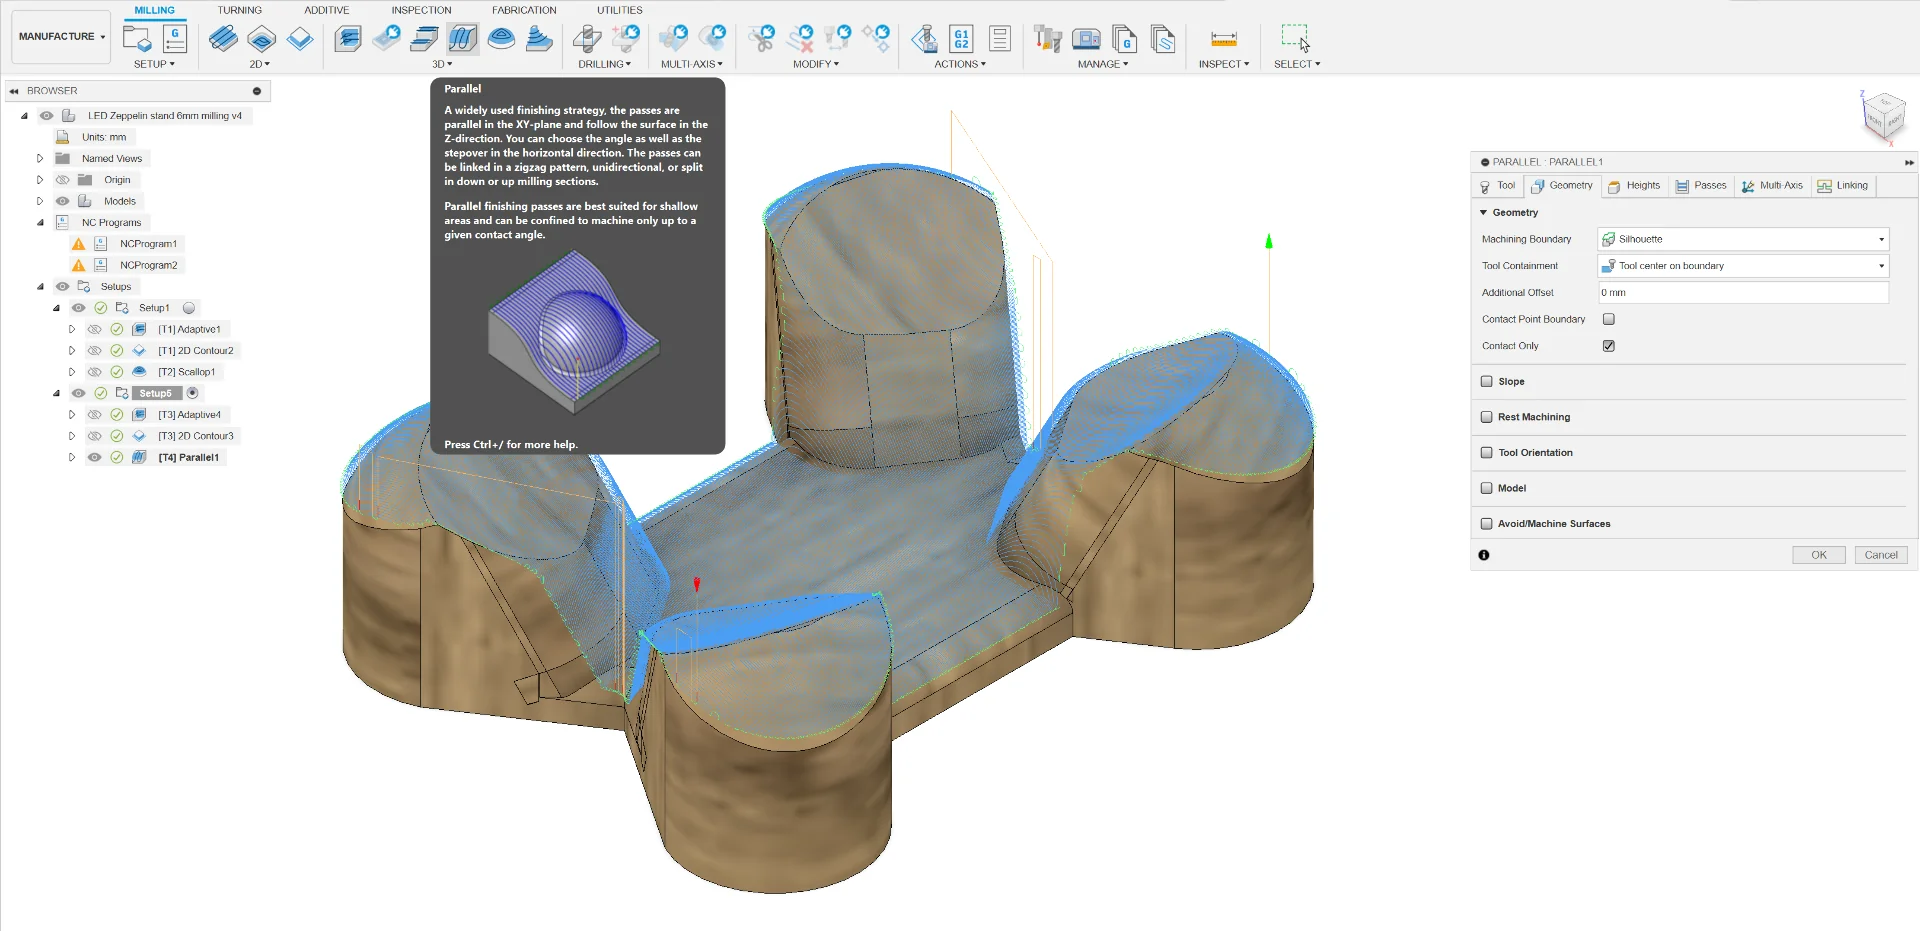 MILLING
TURNING
ADDITIVE
INSPECTION
FABRICATION
UTILITIES
MANUFACTURE
SETUP
2D
3D
DRILLING
MULTI-AXIS
MODIFY
G1
G2
ACTIONS
MANAGE
INSPECT
SELECT
BROWSER
LED Zeppelin stand 6mm milling v4
Units: mm
Named Views
Origin
Models
NC Programs
NCProgram1
NCProgram2
Setups
Setup1
[T1] Adaptive1
[T1] 2D Contour2
[T2] Scallop1
Setup6
[T3] Adaptive4
[T3] 2D Contour3
[T4] Parallel1
Parallel
A widely used finishing strategy, the passes are
parallel in the XY-plane and follow the surface in the
Z-direction. You can choose the angle as well as the
stepover in the horizontal direction. The passes can
be linked in a zigzag pattern, unidirectional, or split
in down or up milling sections.
Parallel finishing passes are best suited for shallow
areas and can be confined to machine only up to a
given contact angle.
Press Ctrl+/ for more help.
Z
FRONT
RIGHT
X
PARALLEL : PARALLEL1
Tool
Geometry
Heights
Passes
Multi-Axis
Linking
Geometry
Machining Boundary
Silhouette
Tool Containment
Tool center on boundary
Additional Offset
0 mm
Contact Point Boundary
Contact Only
Slope
Rest Machining
Tool Orientation
Model
Avoid/Machine Surfaces
OK
Cancel